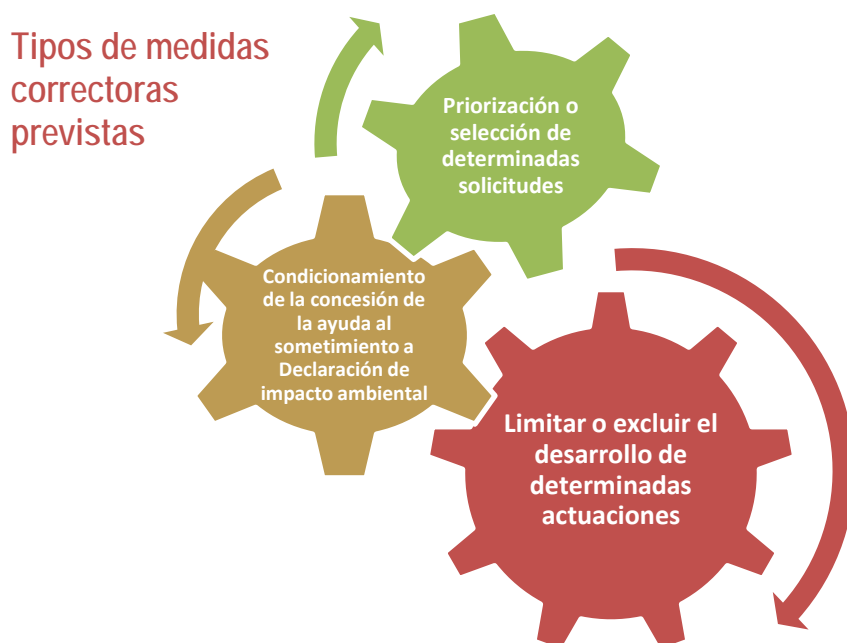 Tipos de medidas
correctoras
previstas
Priorización o
selección de
determinadas
solicitudes
Condicionamiento
de la concesión de
la ayuda al
sometimiento a
Declaración de
impacto ambiental
Limitar o excluir el
desarrollo de
determinadas
actuaciones